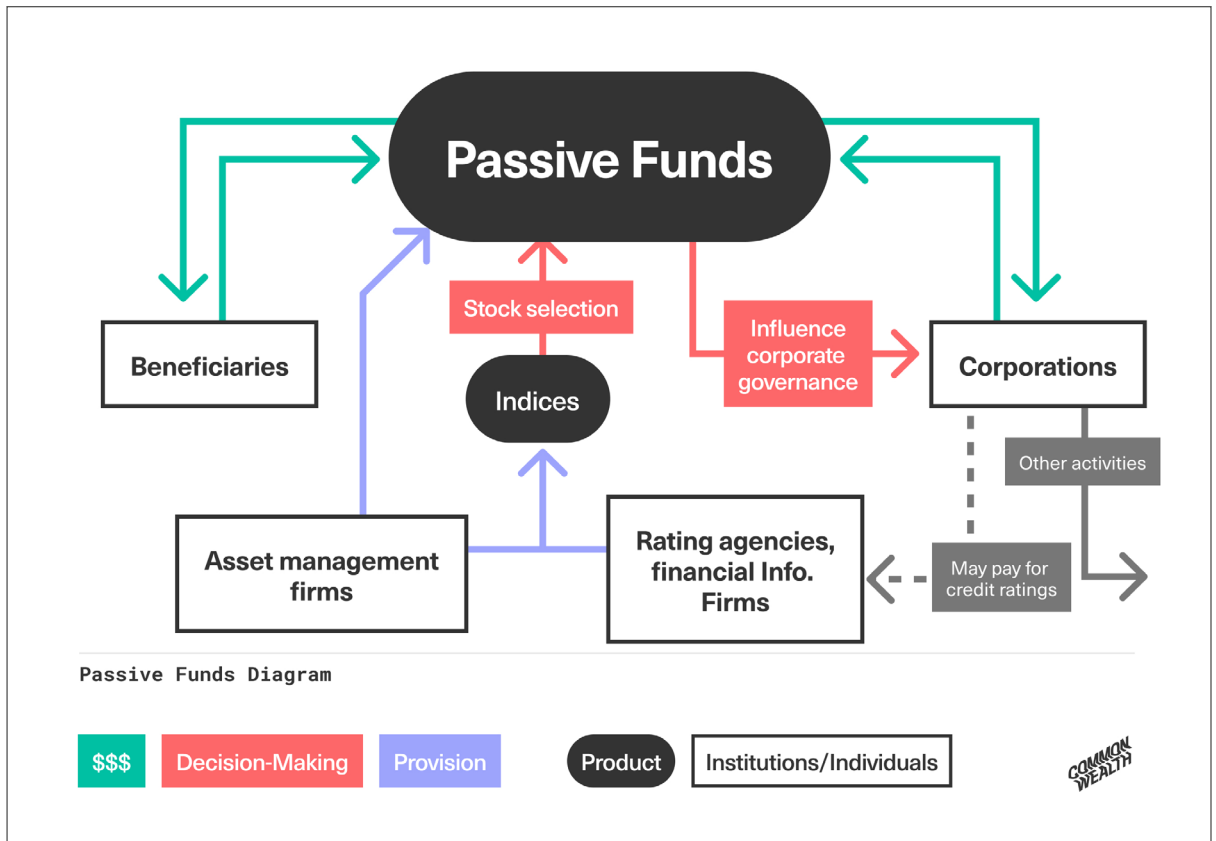 Passive Funds
Stock selection
Influence
corporate
governance
Beneficiaries
Corporations
Indices
Other activities
Asset management
firms
Rating agencies,
financial Info.
Firms
May pay for
credit ratings
Passive Funds Diagram
$$$
Decision-Making
Provision
Product
Institutions/Individuals
COMMON
WEALTH